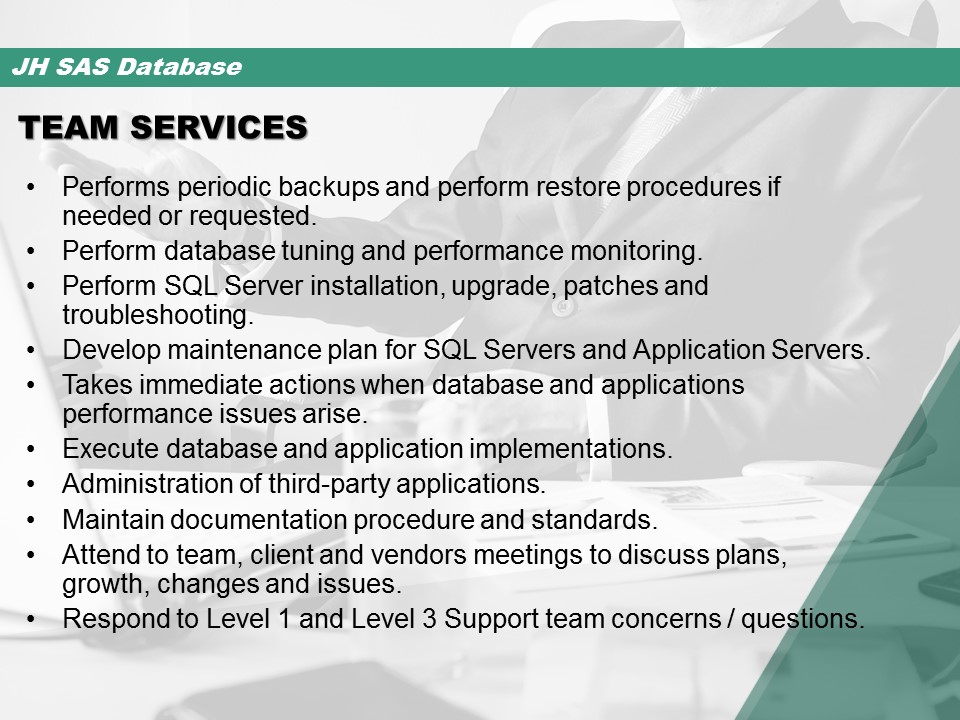 JH SAS Database
TEAM SERVICES
• Performs periodic backups and perform restore procedures if
needed or requested.
• Perform database tuning and performance monitoring.
• Perform SQL Server installation, upgrade, patches and
troubleshooting.
• Develop maintenance plan for SQL Servers and Application Servers.
• Takes immediate actions when database and applications
performance issues arise.
• Execute database and application implementations.
• Administration of third-party applications.
• Maintain documentation procedure and standards.
• Attend to team, client and vendors meetings to discuss plans,
growth, changes and issues.
• Respond to Level 1 and Level 3 Support team concerns / questions.